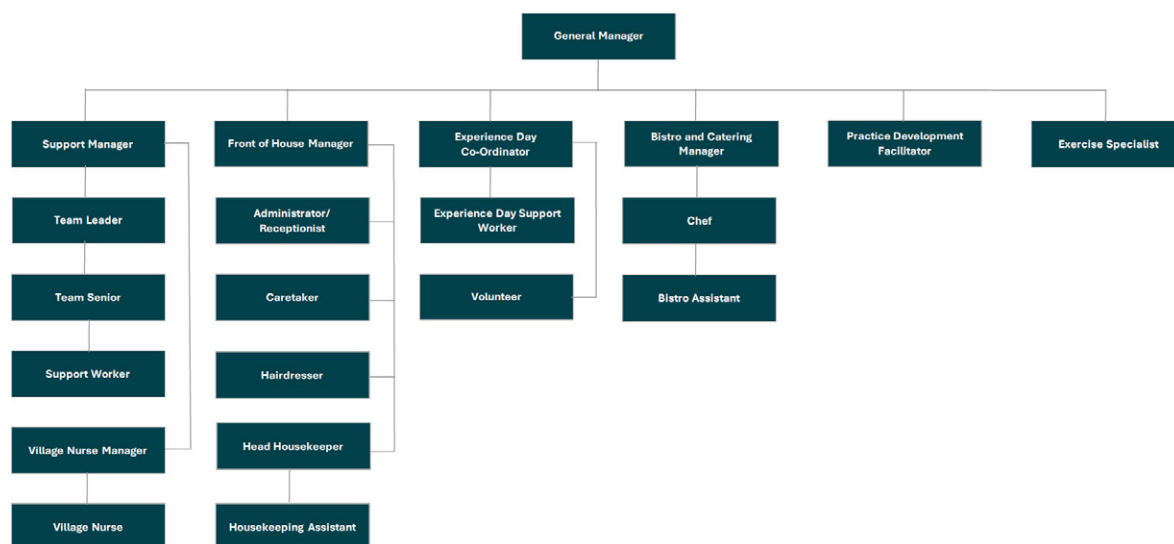 General Manager
Support Manager
Front of House Manager
Experience Day
Co-Ordinator
Bistro and Catering
Manager
Practice Development
Facilitator
Exercise Specialist
Team Leader
Administrator/
Receptionist
Experience Day Support
Worker
Chef
Team Senior
Caretaker
Volunteer
Bistro Assistant
Support Worker
Hairdresser
Village Nurse Manager
Head Housekeeper
Village Nurse
Housekeeping Assistant